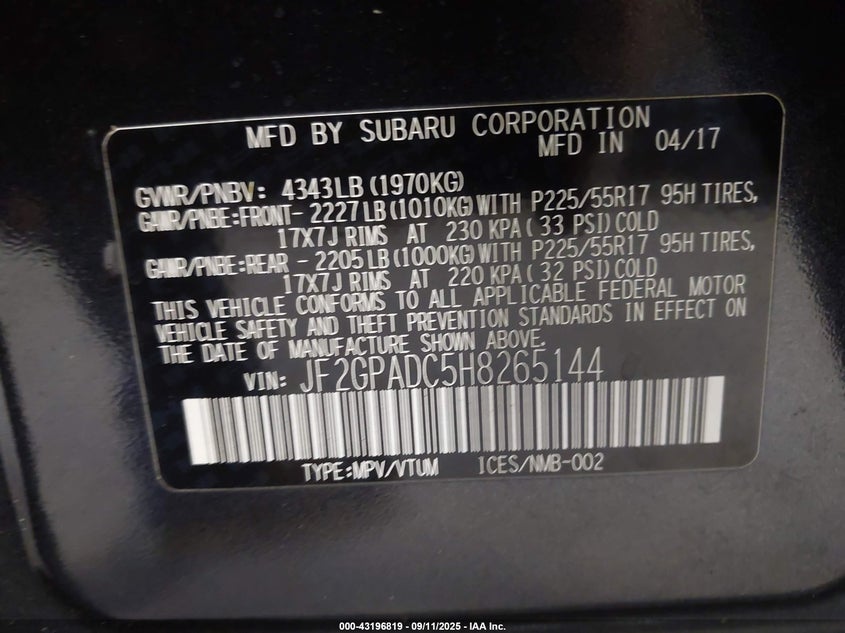 MFD BY SUBARU CORPORATION
MFD IN 04/17
GVWR/PNBV: 4343LB (1970KG)
GAWR/PNBE:FRONT- 2227LB (1010KG) WITH P225/55R17 95H TIRES,
17X7J RIMS AT 230 KPA ( 33 PSI) COLD
GAWR/PNBE:REAR - 2205LB (1000KG) WITH P225/55R17 95H TIRES,
17X7J RIMS AT 220 KPA ( 32 PSI) COLD
THIS VEHICLE CONFORMS TO ALL APPLICABLE FEDERAL MOTOR
VEHICLE SAFETY AND THEFT PREVENTION STANDARDS IN EFFECT ON
THE DATE OF MANUFACTURE SHOWN ABOVE.
VIN: JF2GPADC5H8265144
TYPE:MPV/VTUM 1CES/NMB-002
000-43196819 - 09/11/2025 - IAA Inc.